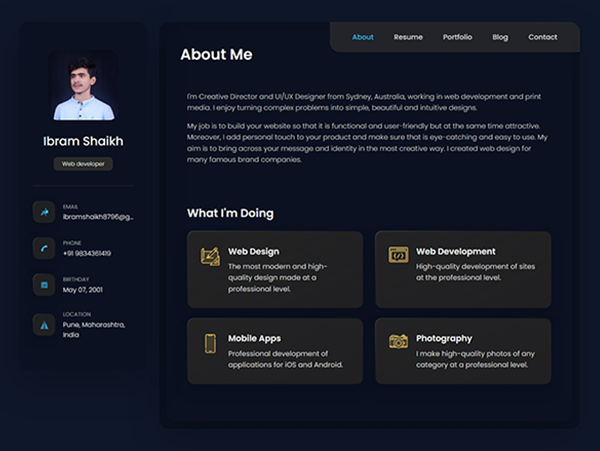 About
Resume
Portfolio
Blog
Contact
Ibram Shaikh
Web developer
EMAIL
ibramshaikh8796@g...
PHONE
+91 9834361419
BIRTHDAY
May 07, 2001
LOCATION
Pune, Maharashtra,
India
About Me
I'm Creative Director and UI/UX Designer from Sydney, Australia, working in web development and print
media. I enjoy turning complex problems into simple, beautiful and intuitive designs.
My job is to build your website so that it is functional and user-friendly but at the same time attractive.
Moreover, I add personal touch to your product and make sure that is eye-catching and easy to use. My
aim is to bring across your message and identity in the most creative way. I created web design for
many famous brand companies.
What I'm Doing
Web Design
The most modern and high-
quality design made at a
professional level.
Web Development
High-quality development of sites
at the professional level.
Mobile Apps
Professional development of
applications for iOS and Android.
Photography
I make high-quality photos of any
category at a professional level.